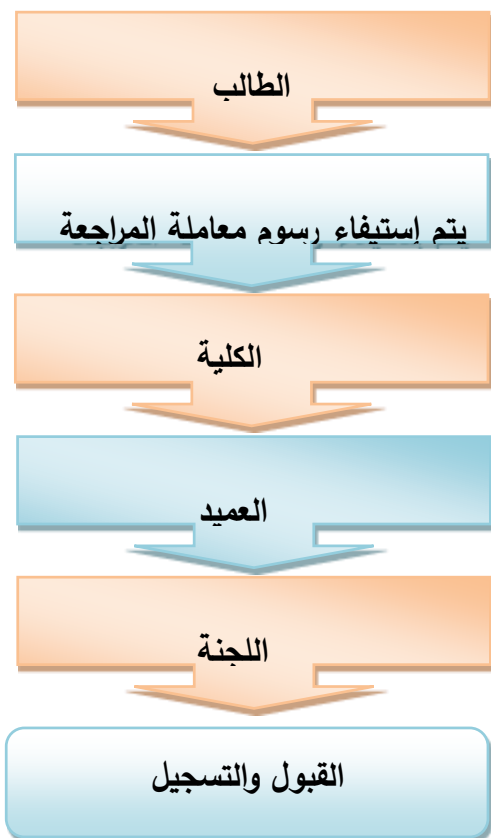 الطالب
يتم إستيفاء رسوم معاملة المراجعة
الكلية
العميد
اللجنة
القبول والتسجيل